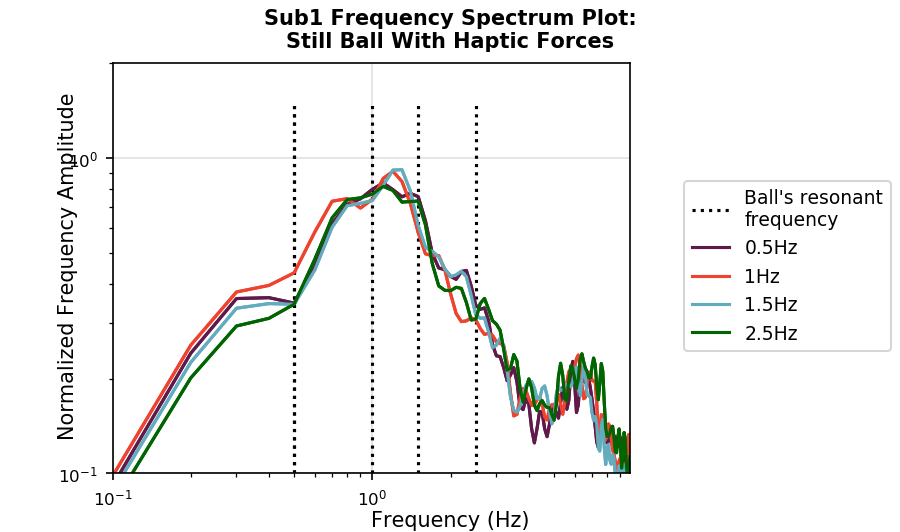 Sub1 Frequency Spectrum Plot:
Still Ball With Haptic Forces
Normalized Frequency Amplitude
10⁰
10⁻¹
10⁻¹
10⁰
Frequency (Hz)
Ball's resonant
frequency
0.5Hz
1Hz
1.5Hz
2.5Hz